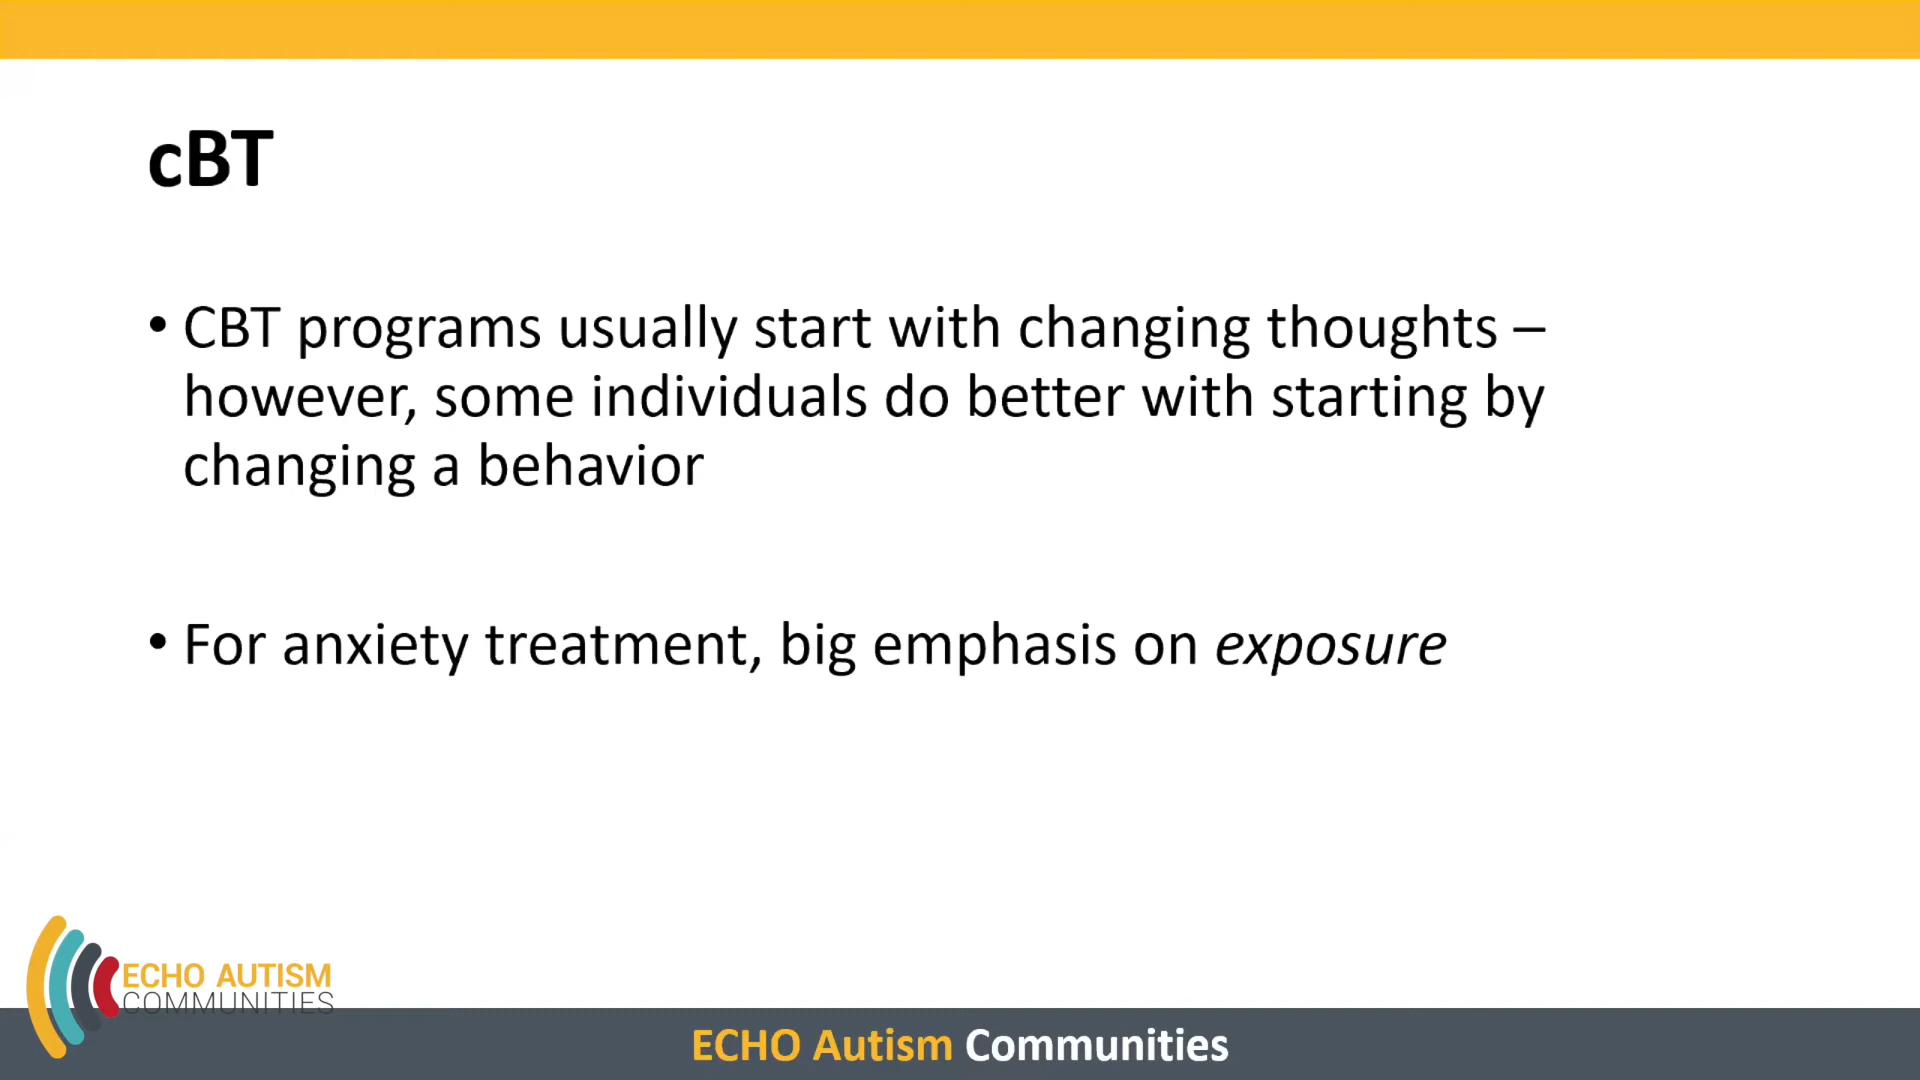 cBT
• CBT programs usually start with changing thoughts –
however, some individuals do better with starting by
changing a behavior
• For anxiety treatment, big emphasis on exposure
ECHO AUTISM
COMMUNITIES
ECHO Autism Communities